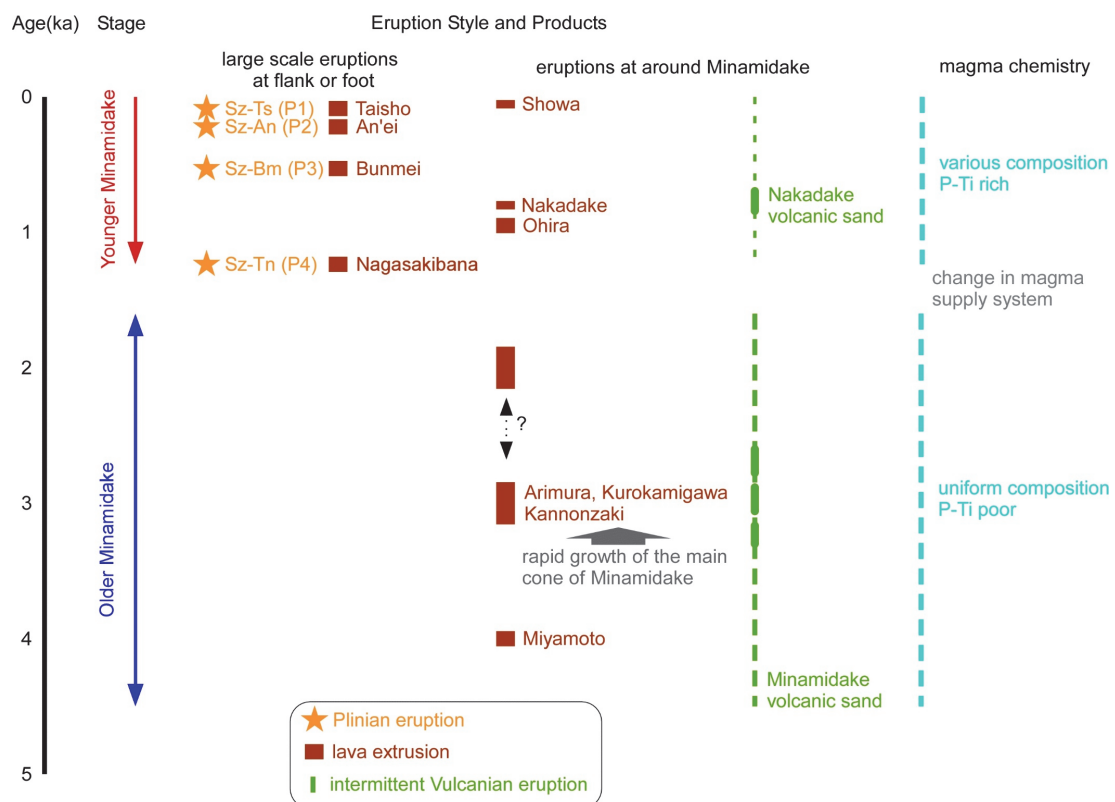 Age(ka) Stage Eruption Style and Products
large scale eruptions
at flank or foot
eruptions at around Minamidake
magma chemistry
0
Sz-Ts (P1) Taisho
Showa
Sz-An (P2) An'ei
Sz-Bm (P3) Bunmei
various composition
P-Ti rich
Nakadake
Nakadake
volcanic sand
Ohira
1
Younger Minamidake
Sz-Tn (P4) Nagasakibana
change in magma
supply system
2
?
3
Arimura, Kurokamigawa
Kannonzaki
uniform composition
P-Ti poor
rapid growth of the main
cone of Minamidake
Older Minamidake
4
Miyamoto
Minamidake
volcanic sand
Plinian eruption
lava extrusion
intermittent Vulcanian eruption
5